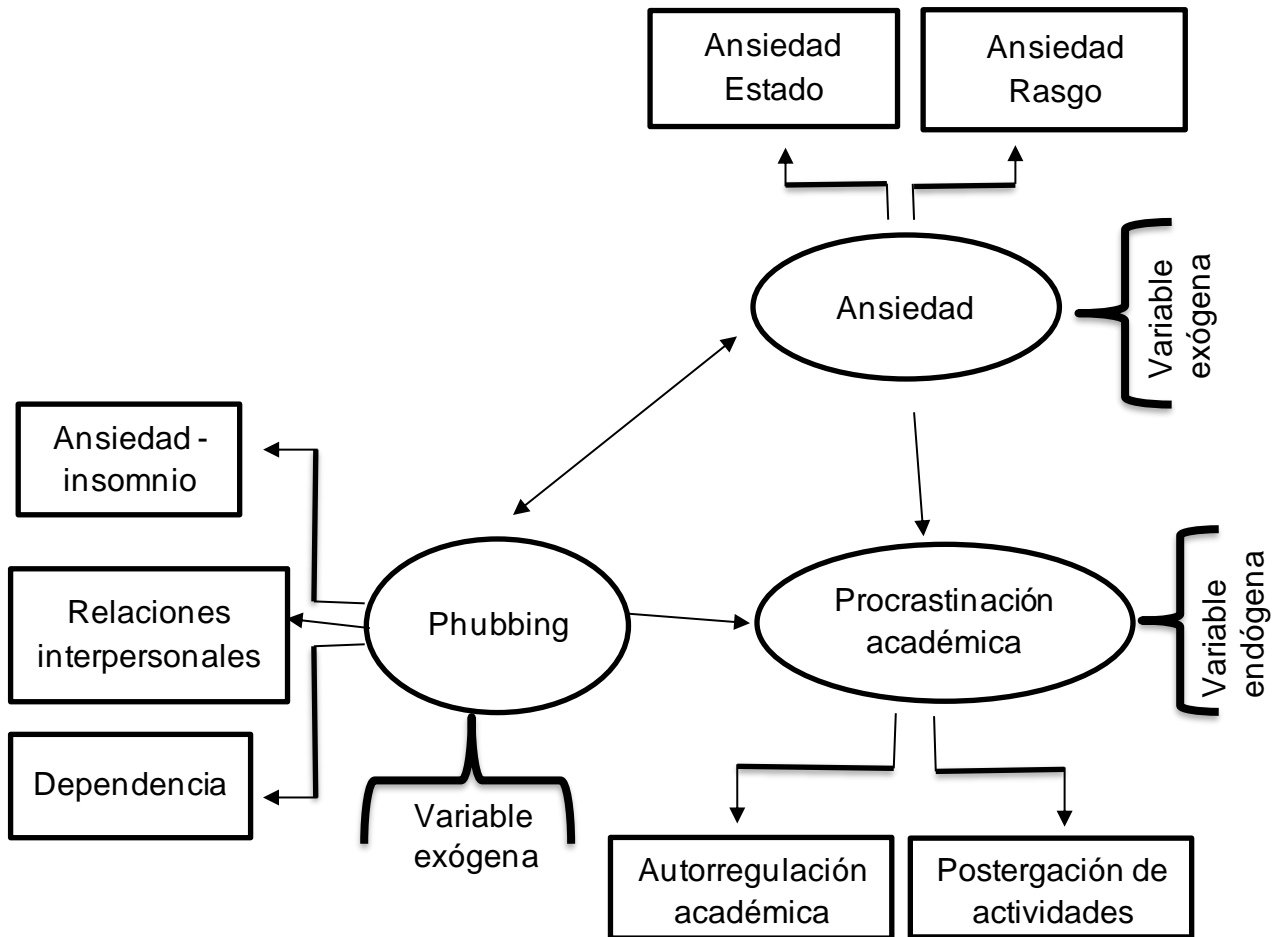 Ansiedad
Estado
Ansiedad
Rasgo
Ansiedad
Variable
exógena
Ansiedad -
insomnio
Relaciones
interpersonales
Dependencia
Phubbing
Variable
exógena
Procrastinación
académica
Variable
endógena
Autorregulación
académica
Postergación de
actividades